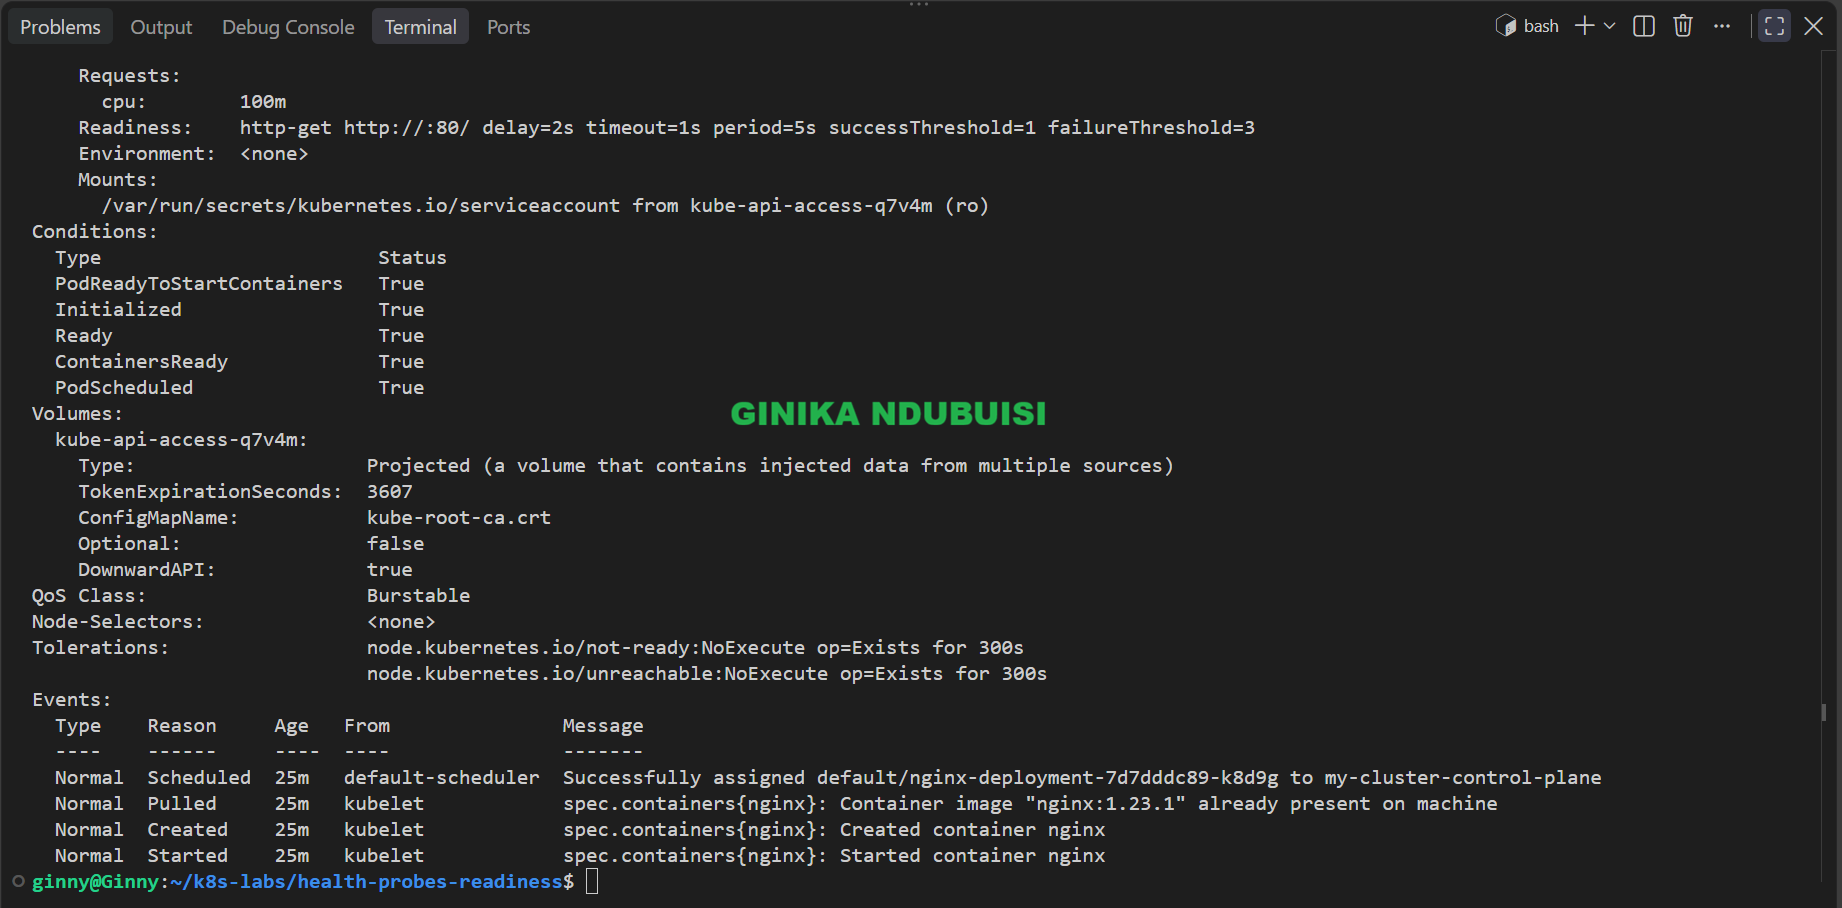 Problems Output Debug Console Terminal Ports bash
Requests:
cpu: 100m
Readiness: http-get http://:80/ delay=2s timeout=1s period=5s successThreshold=1 failureThreshold=3
Environment: <none>
Mounts:
/var/run/secrets/kubernetes.io/serviceaccount from kube-api-access-q7v4m (ro)
Conditions:
Type Status
PodReadyToStartContainers True
Initialized True
Ready True
ContainersReady True
PodScheduled True
Volumes:
GINIKA NDUBUISI
kube-api-access-q7v4m:
Type: Projected (a volume that contains injected data from multiple sources)
TokenExpirationSeconds: 3607
ConfigMapName: kube-root-ca.crt
Optional: false
DownwardAPI: true
QoS Class: Burstable
Node-Selectors: <none>
Tolerations: node.kubernetes.io/not-ready:NoExecute op=Exists for 300s
node.kubernetes.io/unreachable:NoExecute op=Exists for 300s
Events:
Type Reason Age From Message
---- ------ ---- ---- -------
Normal Scheduled 25m default-scheduler Successfully assigned default/nginx-deployment-7d7dddc89-k8d9g to my-cluster-control-plane
Normal Pulled 25m kubelet spec.containers{nginx}: Container image "nginx:1.23.1" already present on machine
Normal Created 25m kubelet spec.containers{nginx}: Created container nginx
Normal Started 25m kubelet spec.containers{nginx}: Started container nginx
ginny@Ginny:~/k8s-labs/health-probes-readiness$